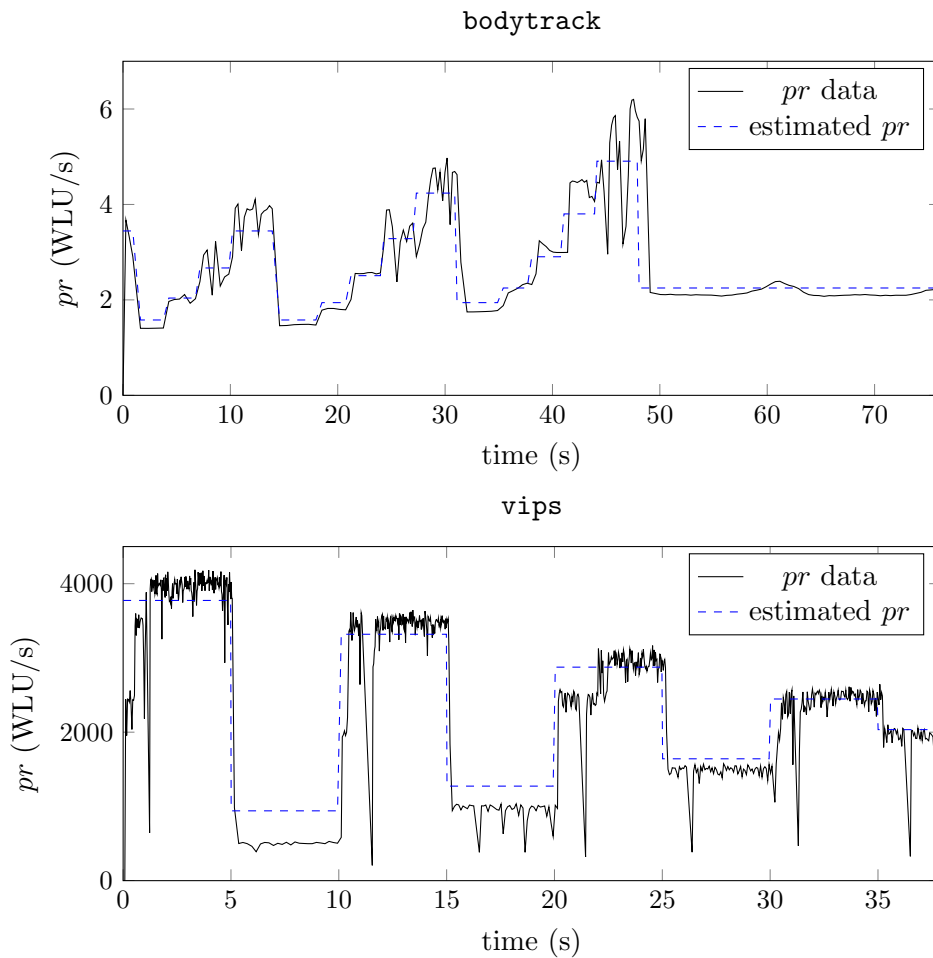 bodytrack
pr data
estimated pr
6
4
2
0
pr (WLU/s)
0 10 20 30 40 50 60 70
time (s)
vips
pr data
estimated pr
4000
2000
0
pr (WLU/s)
0 5 10 15 20 25 30 35
time (s)